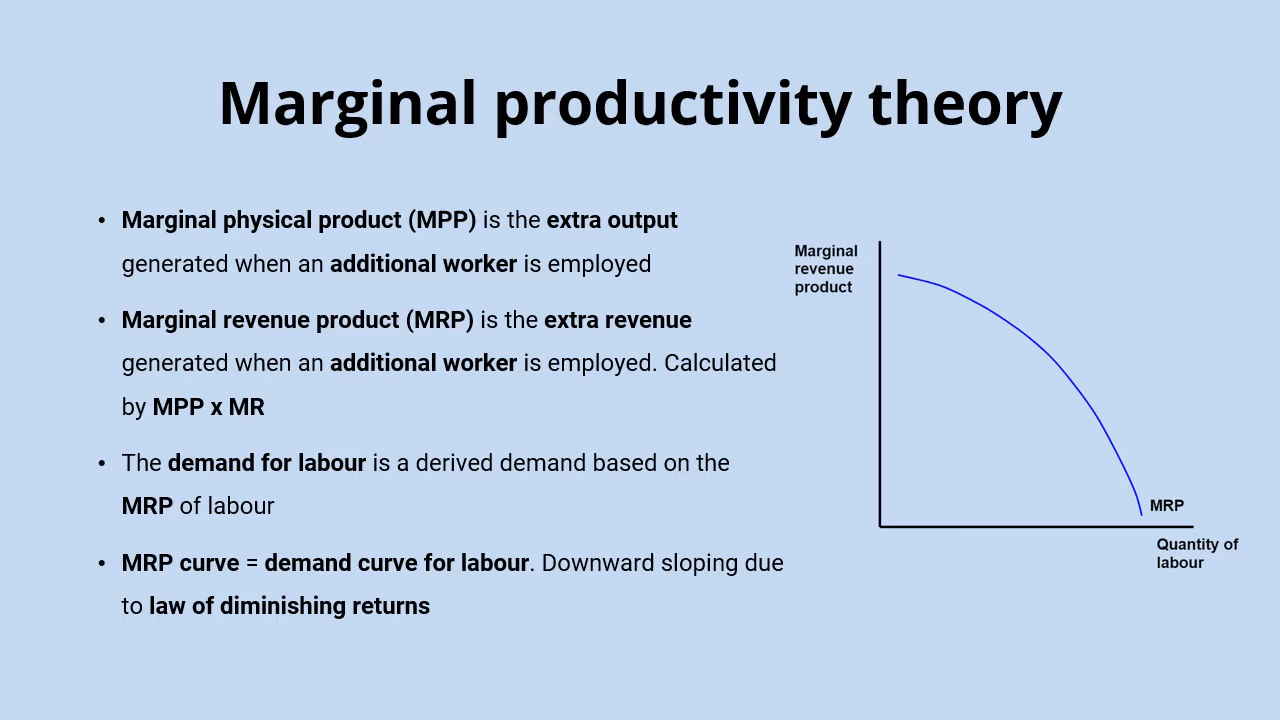 Marginal productivity theory
• Marginal physical product (MPP) is the extra output
generated when an additional worker is employed
• Marginal revenue product (MRP) is the extra revenue
generated when an additional worker is employed. Calculated
by MPP x MR
• The demand for labour is a derived demand based on the
MRP of labour
• MRP curve = demand curve for labour. Downward sloping due
to law of diminishing returns
Marginal
revenue
product
MRP
Quantity of
labour